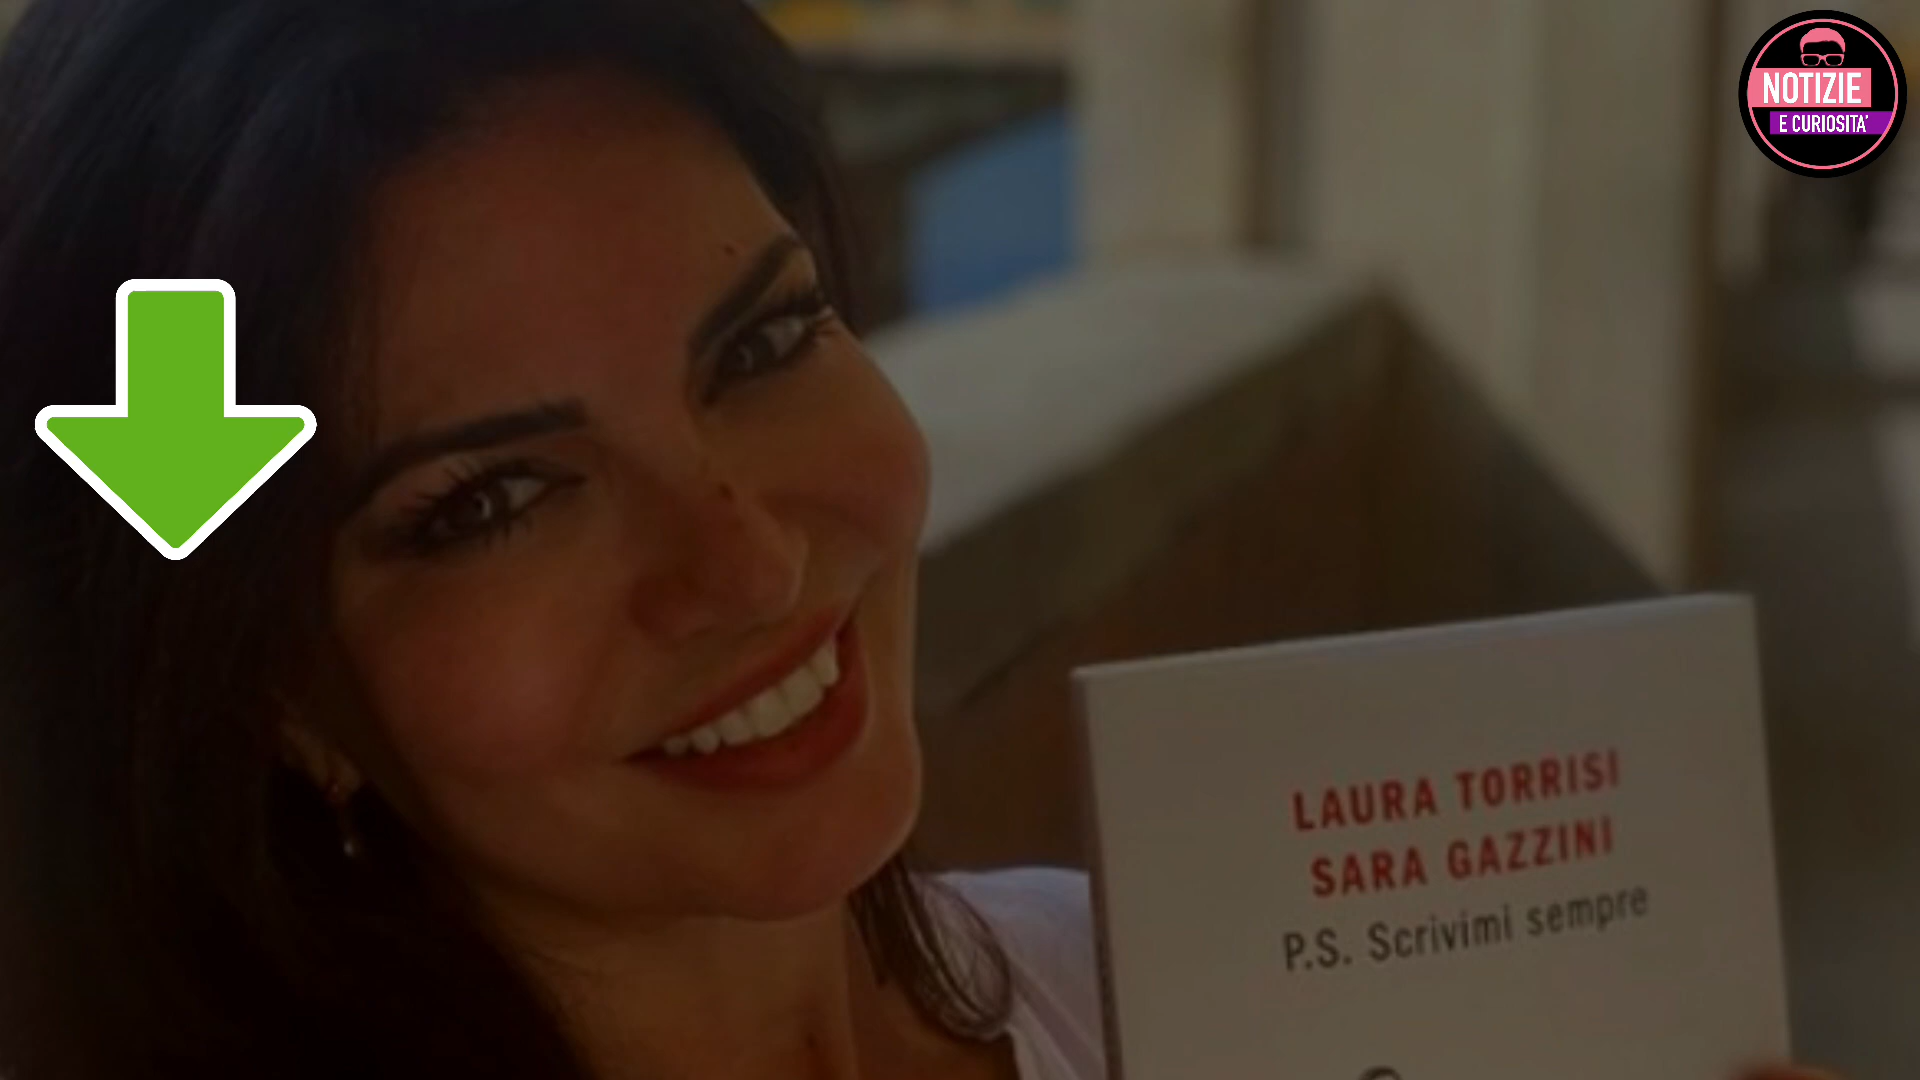 NOTIZIE
E CURIOSITA'
LAURA TORRISI
SARA GAZZINI
P.S. Scrivimi sempre